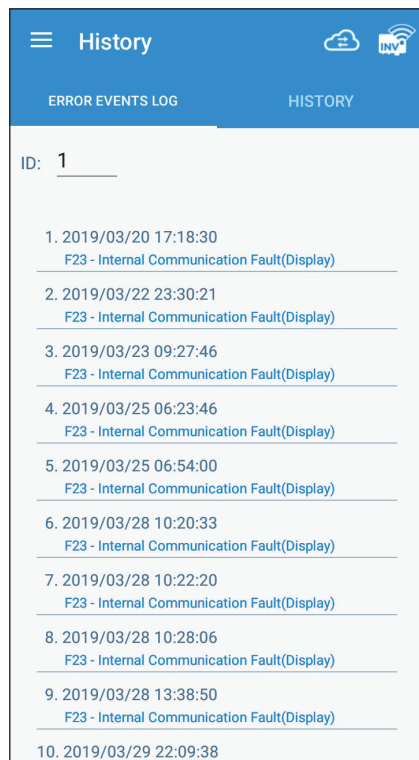 History
INV
ERROR EVENTS LOG
HISTORY
ID: 1
1. 2019/03/20 17:18:30
F23 - Internal Communication Fault(Display)
2. 2019/03/22 23:30:21
F23 - Internal Communication Fault(Display)
3. 2019/03/23 09:27:46
F23 - Internal Communication Fault(Display)
4. 2019/03/25 06:23:46
F23 - Internal Communication Fault(Display)
5. 2019/03/25 06:54:00
F23 - Internal Communication Fault(Display)
6. 2019/03/28 10:20:33
F23 - Internal Communication Fault(Display)
7. 2019/03/28 10:22:20
F23 - Internal Communication Fault(Display)
8. 2019/03/28 10:28:06
F23 - Internal Communication Fault(Display)
9. 2019/03/28 13:38:50
F23 - Internal Communication Fault(Display)
10. 2019/03/29 22:09:38